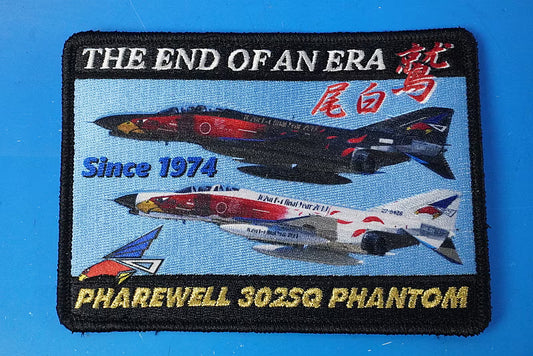 THE END OF AN ERA
尾白鷲
Since 1974
PHAREWELL 302SQ PHANTOM